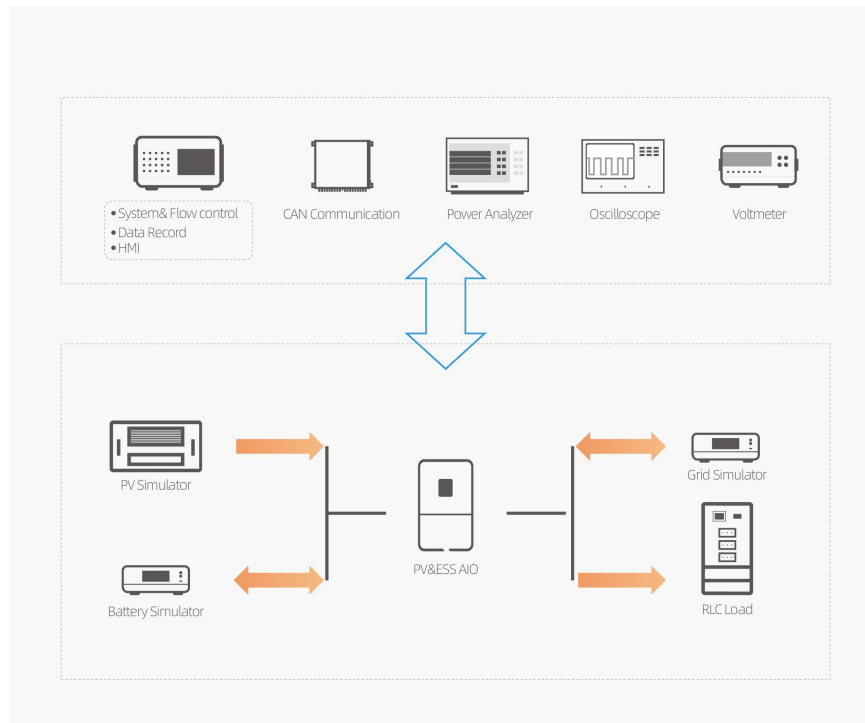 • System& Flow control
• Data Record
• HMI
CAN Communication
Power Analyzer
Oscilloscope
Voltmeter
PV Simulator
Battery Simulator
PV&ESS AIO
Grid Simulator
RLC Load